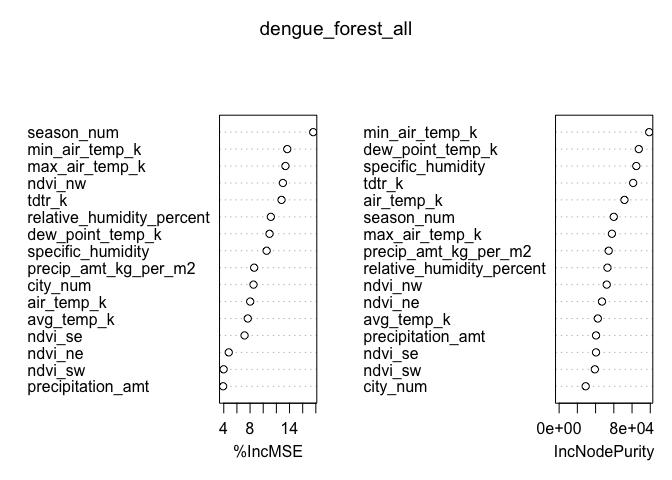 dengue_forest_all
season_num
min_air_temp_k
max_air_temp_k
ndvi_nw
tdtr_k
relative_humidity_percent
dew_point_temp_k
specific_humidity
precip_amt_kg_per_m2
city_num
air_temp_k
avg_temp_k
ndvi_se
ndvi_ne
ndvi_sw
precipitation_amt
4 8 14
%IncMSE
min_air_temp_k
dew_point_temp_k
specific_humidity
tdtr_k
air_temp_k
season_num
max_air_temp_k
precip_amt_kg_per_m2
relative_humidity_percent
ndvi_nw
ndvi_ne
avg_temp_k
precipitation_amt
ndvi_se
ndvi_sw
city_num
0e+00 8e+04
IncNodePurity